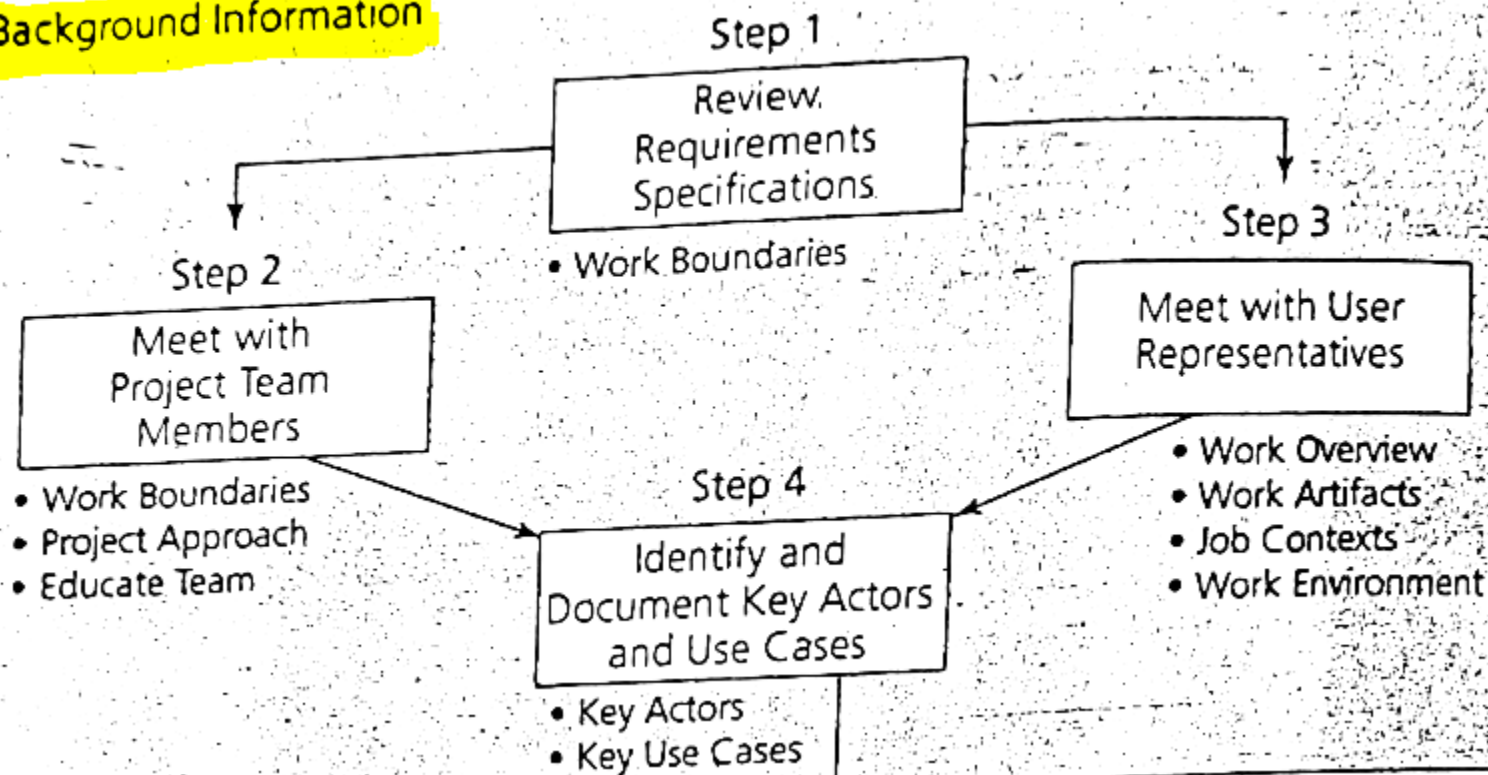 Background Information
Step 1
Review
Requirements
Specifications
• Work Boundaries
Step 2
Meet with
Project Team
Members
• Work Boundaries
• Project Approach
• Educate Team
Step 3
Meet with User
Representatives
• Work Overview
• Work Artifacts
• Job Contexts
• Work Environment
Step 4
Identify and
Document Key Actors
and Use Cases
• Key Actors
• Key Use Cases